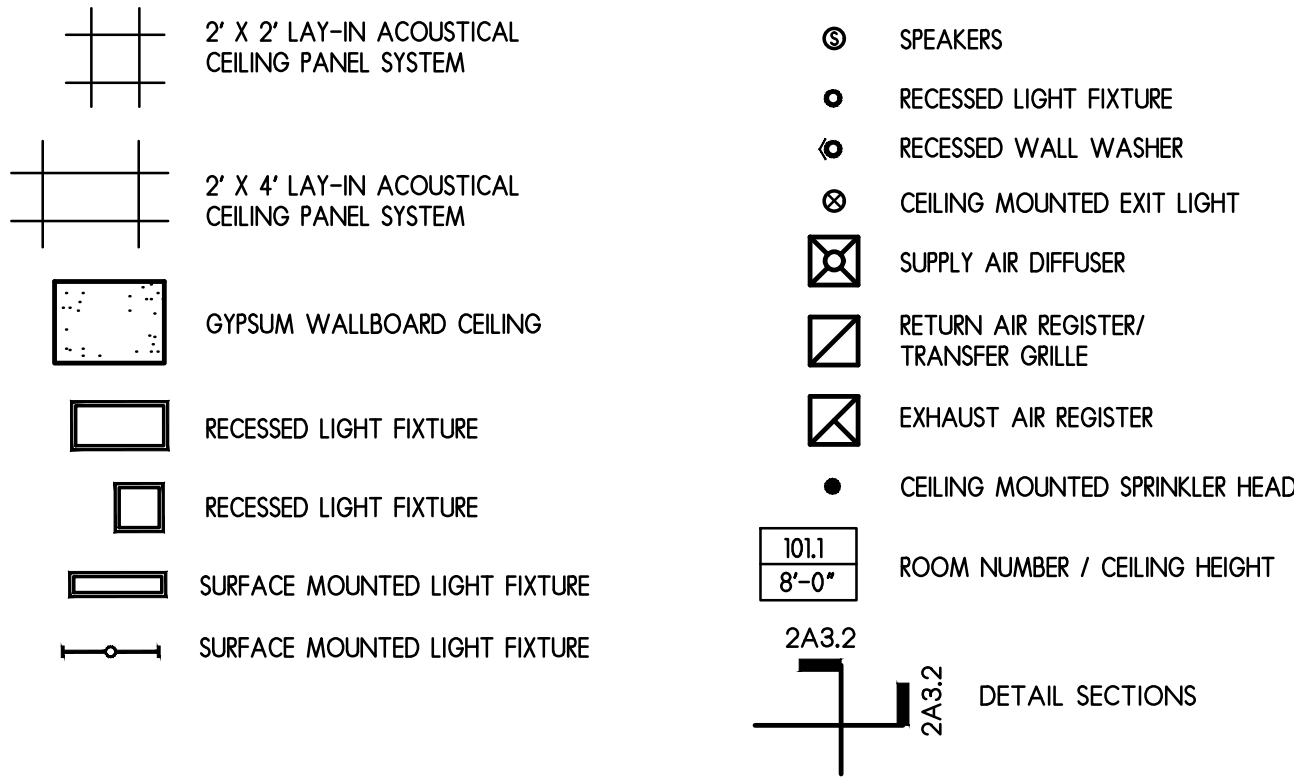 2' X 2' LAY-IN ACOUSTICAL
CEILING PANEL SYSTEM
2' X 4' LAY-IN ACOUSTICAL
CEILING PANEL SYSTEM
GYPSUM WALLBOARD CEILING
RECESSED LIGHT FIXTURE
RECESSED LIGHT FIXTURE
SURFACE MOUNTED LIGHT FIXTURE
SURFACE MOUNTED LIGHT FIXTURE
S
SPEAKERS
RECESSED LIGHT FIXTURE
RECESSED WALL WASHER
CEILING MOUNTED EXIT LIGHT
SUPPLY AIR DIFFUSER
RETURN AIR REGISTER/
TRANSFER GRILLE
EXHAUST AIR REGISTER
CEILING MOUNTED SPRINKLER HEAD
101.1
8'-0"
ROOM NUMBER / CEILING HEIGHT
2A3.2
2A3.2
DETAIL SECTIONS